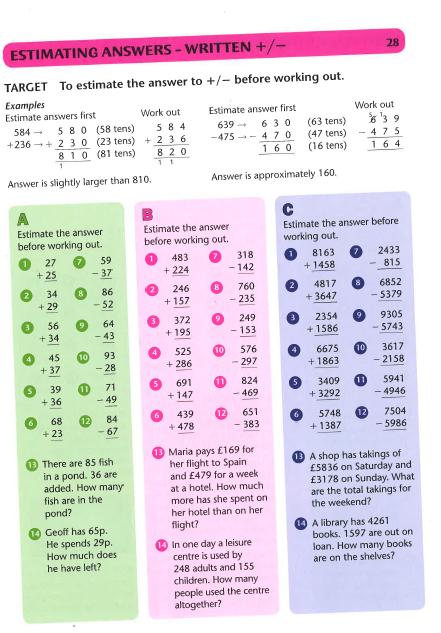 ESTIMATING ANSWERS – WRITTEN +/–
28
TARGET To estimate the answer to +/– before working out.
Examples
Estimate answers first
Work out
584 → 5 8 0 (58 tens)
+236 → + 2 3 0 (23 tens)
8 1 0 (81 tens)
1
5 8 4
+ 2 3 6
8 2 0
1 1
Answer is slightly larger than 810.
Estimate answer first
Work out
639 → 6 3 0 (63 tens)
–475 → – 4 7 0 (47 tens)
1 6 0 (16 tens)
5 1
6 3 9
– 4 7 5
1 6 4
Answer is approximately 160.
A
Estimate the answer
before working out.
1 27
+ 25
2 34
+ 29
3 56
+ 34
4 45
+ 37
5 39
+ 36
6 68
+ 23
7 59
– 37
8 86
– 52
9 64
– 43
10 93
– 28
11 71
– 49
12 84
– 67
13 There are 85 fish
in a pond. 36 are
added. How many
fish are in the
pond?
14 Geoff has 65p.
He spends 29p.
How much does
he have left?
B
Estimate the answer
before working out.
1 483
+ 224
2 246
+ 157
3 372
+ 195
4 525
+ 286
5 691
+ 147
6 439
+ 478
7 318
– 142
8 760
– 235
9 249
– 153
10 576
– 297
11 824
– 469
12 651
– 383
13 Maria pays £169 for
her flight to Spain
and £479 for a week
at a hotel. How much
more has she spent on
her hotel than on her
flight?
14 In one day a leisure
centre is used by
248 adults and 155
children. How many
people used the centre
altogether?
C
Estimate the answer before
working out.
1 8163
+ 1458
2 4817
+ 3647
3 2354
+ 1586
4 6675
+ 1863
5 3409
+ 3292
6 5748
+ 1387
7 2433
– 815
8 6852
– 5379
9 9305
– 5743
10 3617
– 2158
11 5941
– 4946
12 7504
– 5986
13 A shop has takings of
£5836 on Saturday and
£3178 on Sunday. What
are the total takings for
the weekend?
14 A library has 4261
books. 1597 are out on
loan. How many books
are on the shelves?